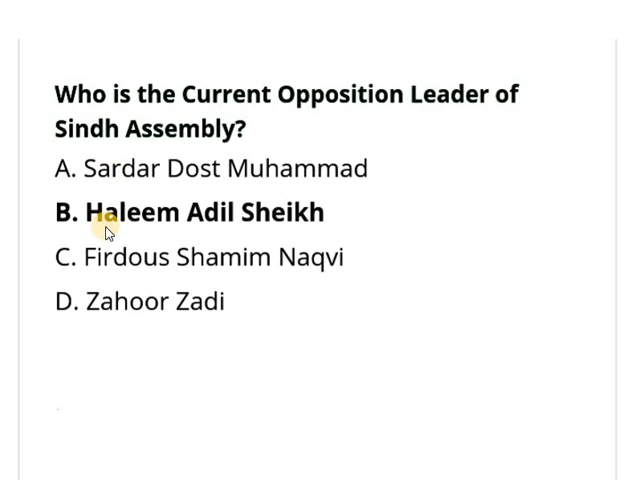 Who is the Current Opposition Leader of
Sindh Assembly?
A. Sardar Dost Muhammad
B. Haleem Adil Sheikh
C. Firdous Shamim Naqvi
D. Zahoor Zadi